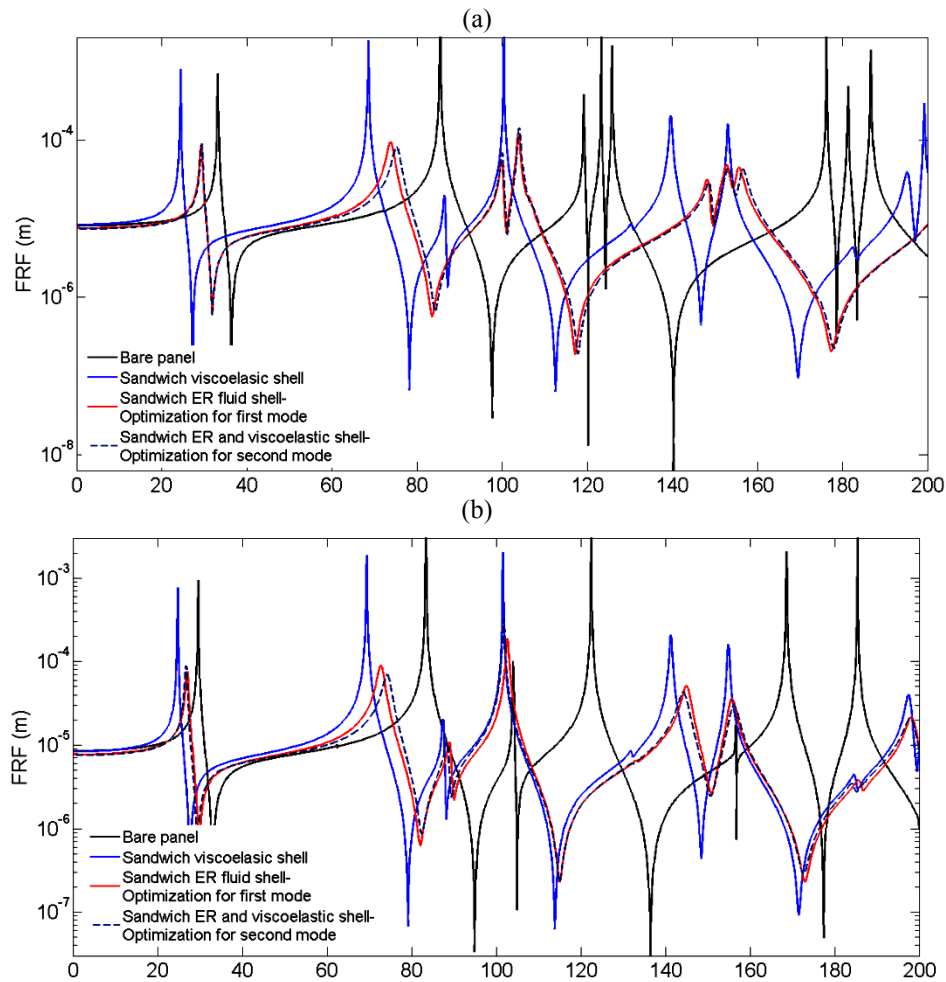 (a)
FRF (m)
10⁻⁴
10⁻⁶
10⁻⁸
Bare panel
Sandwich viscoelasic shell
Sandwich ER fluid shell-
Optimization for first mode
Sandwich ER and viscoelastic shell-
Optimization for second mode
0 20 40 60 80 100 120 140 160 180 200
(b)
FRF (m)
10⁻³
10⁻⁴
10⁻⁵
10⁻⁶
10⁻⁷
Bare panel
Sandwich viscoelasic shell
Sandwich ER fluid shell-
Optimization for first mode
Sandwich ER and viscoelastic shell-
Optimization for second mode
0 20 40 60 80 100 120 140 160 180 200